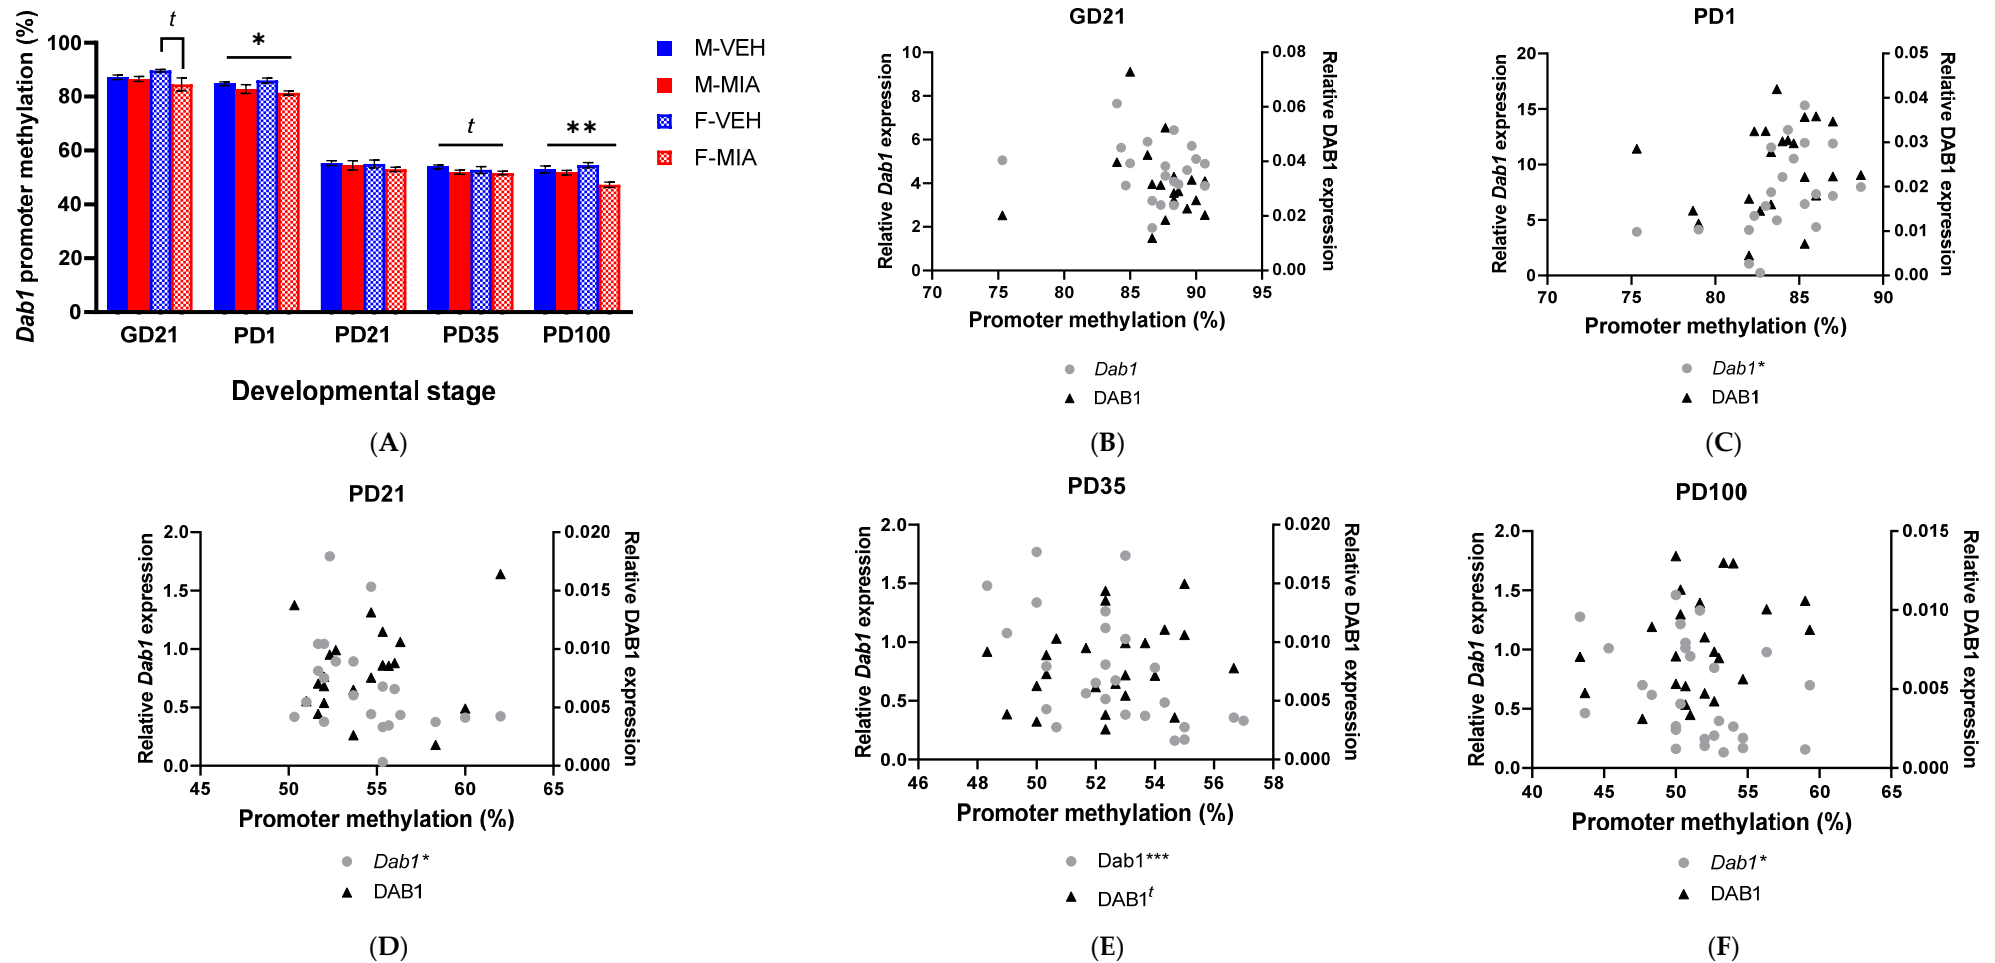 Dab1 promoter methylation (%)
100
80
60
40
20
0
t
*
t
**
GD21 PD1 PD21 PD35 PD100
Developmental stage
M-VEH
M-MIA
F-VEH
F-MIA
(A)
GD21
Relative Dab1 expression
10
8
6
4
2
0
0.08
0.06
0.04
0.02
0.00
Relative DAB1 expression
70 75 80 85 90 95
Promoter methylation (%)
Dab1
DAB1
(B)
PD1
Relative Dab1 expression
20
15
10
5
0
0.05
0.04
0.03
0.02
0.01
0.00
Relative DAB1 expression
70 75 80 85 90
Promoter methylation (%)
Dab1*
DAB1
(C)
PD21
Relative Dab1 expression
2.0
1.5
1.0
0.5
0.0
0.020
0.015
0.010
0.005
0.000
Relative DAB1 expression
45 50 55 60 65
Promoter methylation (%)
Dab1*
DAB1
(D)
PD35
Relative Dab1 expression
2.0
1.5
1.0
0.5
0.0
0.020
0.015
0.010
0.005
0.000
Relative DAB1 expression
46 48 50 52 54 56 58
Promoter methylation (%)
Dab1***
DAB1t
(E)
PD100
Relative Dab1 expression
2.0
1.5
1.0
0.5
0.0
0.015
0.010
0.005
0.000
Relative DAB1 expression
40 45 50 55 60 65
Promoter methylation (%)
Dab1*
DAB1
(F)